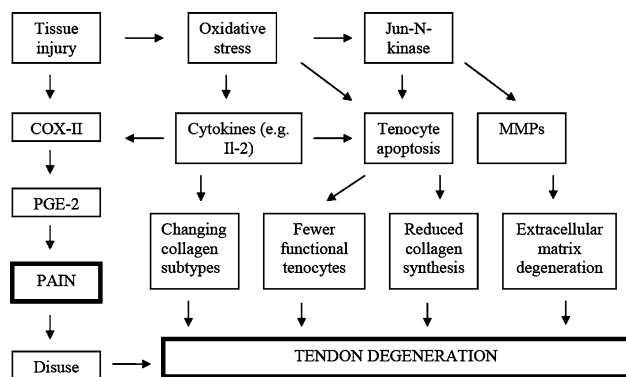 Tissue
injury
Oxidative
stress
Jun-N-
kinase
COX-II
Cytokines (e.g.
Il-2)
Tenocyte
apoptosis
MMPs
PGE-2
Changing
collagen
subtypes
Fewer
functional
tenocytes
Reduced
collagen
synthesis
Extracellular
matrix
degeneration
PAIN
Disuse
TENDON DEGENERATION